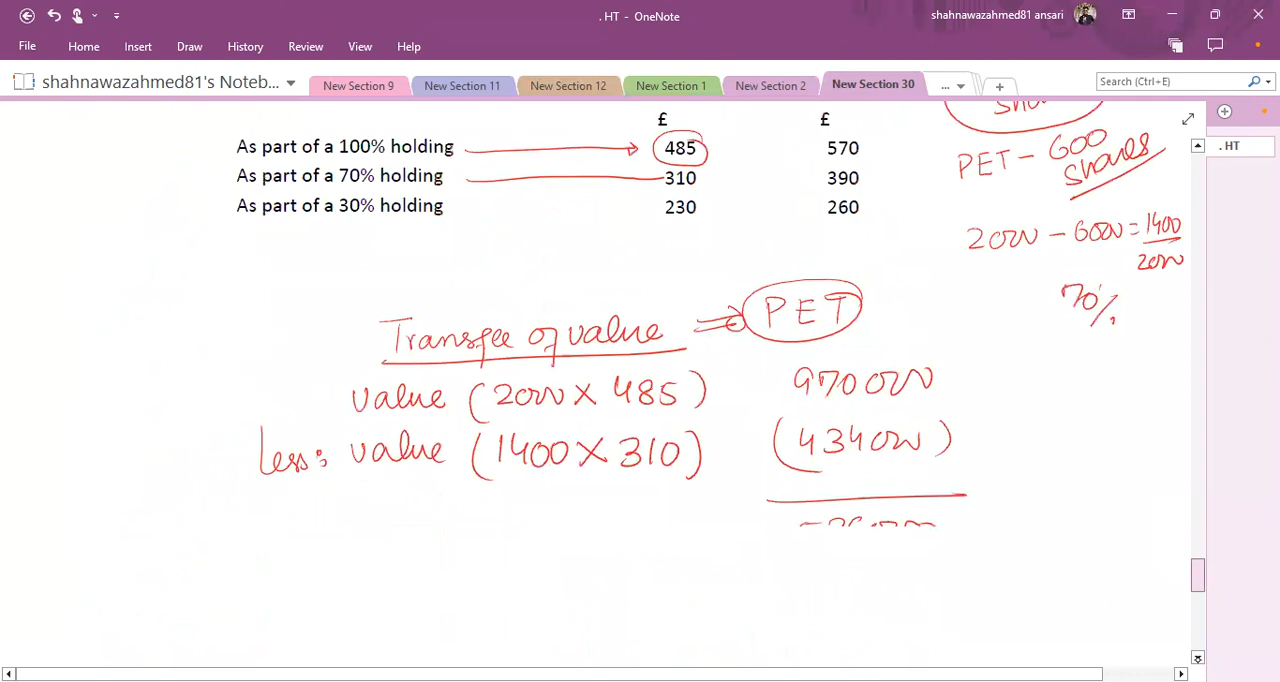 . HT - OneNote
shahnawazahmed81 ansari
File Home Insert Draw History Review View Help
shahnawazahmed81's Noteb...
New Section 9 New Section 11 New Section 12 New Section 1 New Section 2 New Section 30 ...
Search (Ctrl+E)
. HT
£ £
As part of a 100% holding 485 570
As part of a 70% holding 310 390
As part of a 30% holding 230 260
shares
PET - 600
shares
2000 - 600 = 1400
2000
70%
Transfer of value ⇒ PET
value (2000 × 485) 970000
less: value (1400 × 310) (434000)